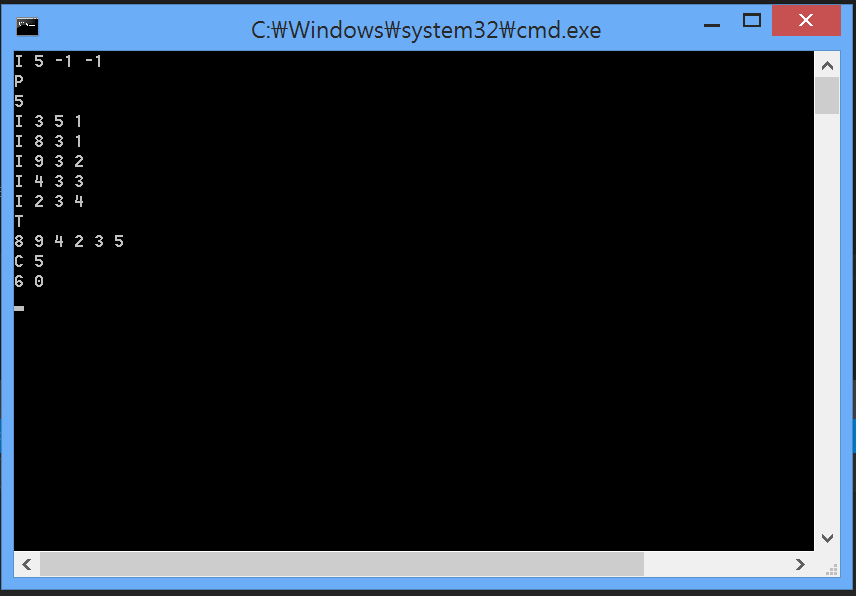 C:₩Windows₩system32₩cmd.exe
I 5 -1 -1
P
5
I 3 5 1
I 8 3 1
I 9 3 2
I 4 3 3
I 2 3 4
T
8 9 4 2 3 5
C 5
6 0